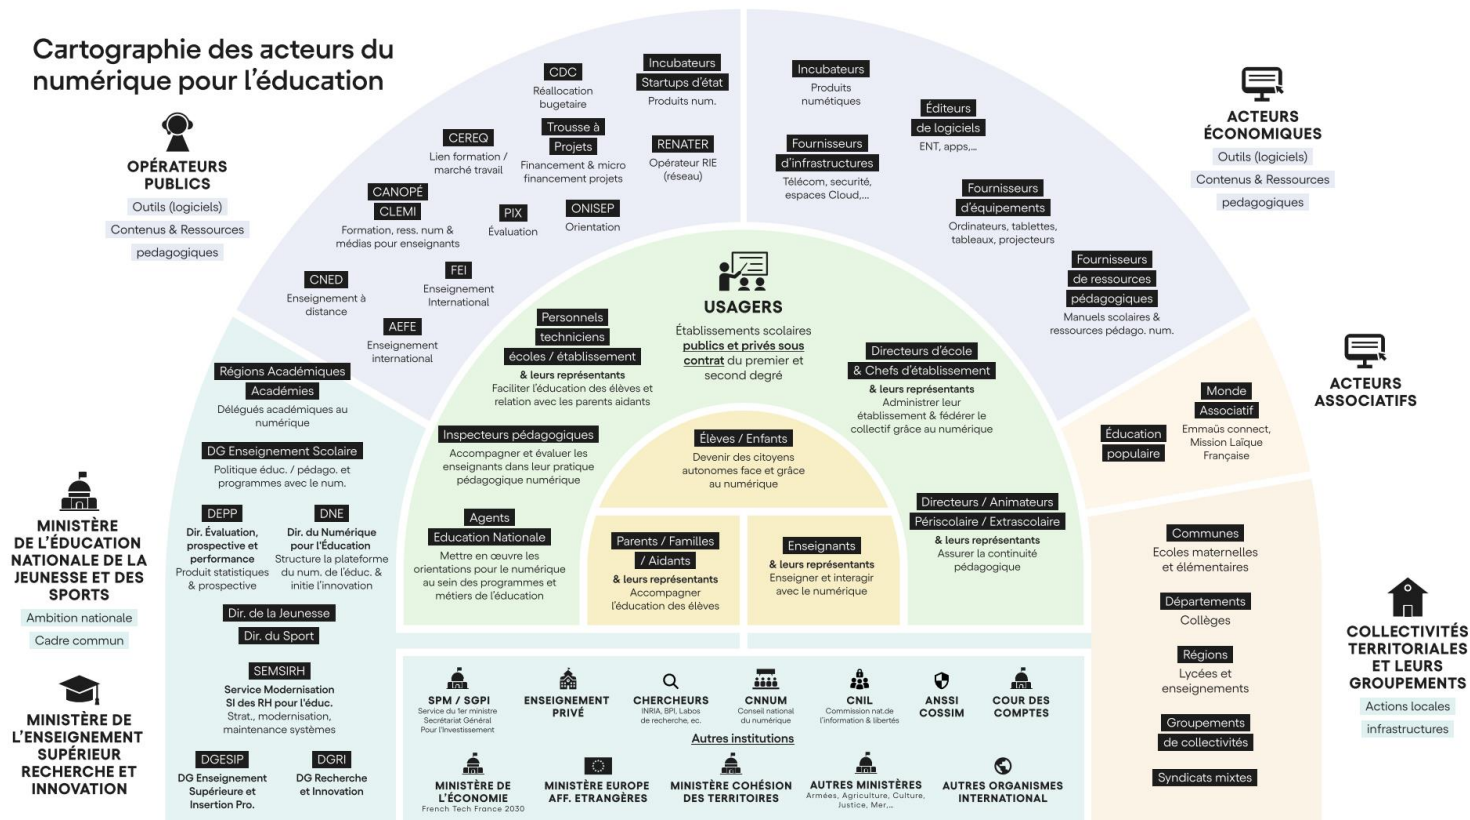 Cartographie des acteurs du
numérique pour l'éducation
OPÉRATEURS
PUBLICS
Outils (logiciels)
Contenus & Ressources
pedagogiques
CDC
Réallocation
bugetaire
Incubateurs
Startups d'état
Produits num.
CEREQ
Lien formation /
marché travail
Trousse à
Projets
Financement & micro
financement projets
RENATER
Opérateur RIE
(réseau)
CANOPÉ
CLEMI
Formation, ress. num &
médias pour enseignants
PIX
Évaluation
ONISEP
Orientation
CNED
Enseignement à
distance
FEI
Enseignement
International
AEFE
Enseignement
international
Incubateurs
Produits
numétiques
Éditeurs
de logiciels
ENT, apps,...
Fournisseurs
d'infrastructures
Télécom, securité,
espaces Cloud,...
Fournisseurs
d'équipements
Ordinateurs, tablettes,
tableaux, projecteurs
Fournisseurs
de ressources
pédagogiques
Manuels scolaires &
ressources pédago. num.
ACTEURS
ÉCONOMIQUES
Outils (logiciels)
Contenus & Ressources
pedagogiques
USAGERS
Établissements scolaires
publics et privés sous
contrat du premier et
second degré
Personnels
techniciens
écoles / établissement
& leurs représentants
Faciliter l'éducation des élèves et
relation avec les parents aidants
Directeurs d'école
& Chefs d'établissement
& leurs représentants
Administrer leur
établissement & fédérer le
collectif grâce au numérique
Inspecteurs pédagogiques
Accompagner et évaluer les
enseignants dans leur pratique
pédagogique numérique
Élèves / Enfants
Devenir des citoyens
autonomes face et grâce
au numérique
Agents
Education Nationale
Mettre en œuvre les
orientations pour le numérique
au sein des programmes et
métiers de l'éducation
Parents / Familles
/ Aidants
& leurs représentants
Accompagner
l'éducation des élèves
Enseignants
& leurs représentants
Enseigner et interagir
avec le numérique
Directeurs / Animateurs
Périscolaire / Extrascolaire
& leurs représentants
Assurer la continuité
pédagogique
ACTEURS
ASSOCIATIFS
Monde
Associatif
Emmaüs connect,
Mission Laïque
Française
Éducation
populaire
Régions Académiques
Académies
Délégués académiques au
numérique
DG Enseignement Scolaire
Politique éduc. / pédago. et
programmes avec le num.
DEPP
Dir. Évaluation,
prospective et
performance
Produit statistiques
& prospective
DNE
Dir. du Numérique
pour l'Éducation
Structure la plateforme
du num. de l'éduc. &
initie l'innovation
Dir. de la Jeunesse
Dir. du Sport
SEMSIRH
Service Modernisation
SI des RH pour l'éduc.
Strat., modernisation,
maintenance systèmes
DGESIP
DG Enseignement
Supérieure et
Insertion Pro.
DGRI
DG Recherche
et Innovation
MINISTÈRE
DE L'ÉDUCATION
NATIONALE DE LA
JEUNESSE ET DES
SPORTS
Ambition nationale
Cadre commun
MINISTÈRE DE
L'ENSEIGNEMENT
SUPÉRIEUR
RECHERCHE ET
INNOVATION
SPM / SGPI
Service du 1er ministre
Secrétariat Général
Pour l'Investissement
ENSEIGNEMENT
PRIVÉ
CHERCHEURS
INRIA, BPI, Labos
de recherche, ec.
CNNUM
Conseil national
du numérique
CNIL
Commission nat.de
l'information & libertés
ANSSI
COSSIM
COUR DES
COMPTES
Autres institutions
MINISTÈRE DE
L'ÉCONOMIE
French Tech France 2030
MINISTÈRE EUROPE
AFF. ETRANGÈRES
MINISTÈRE COHÉSION
DES TERRITOIRES
AUTRES MINISTÈRES
Armées, Agriculture, Culture,
Justice, Mer,...
AUTRES ORGANISMES
INTERNATIONAL
Communes
Ecoles maternelles
et élémentaires
Départements
Collèges
Régions
Lycées et
enseignements
Groupements
de collectivités
Syndicats mixtes
COLLECTIVITÉS
TERRITORIALES
ET LEURS
GROUPEMENTS
Actions locales
infrastructures